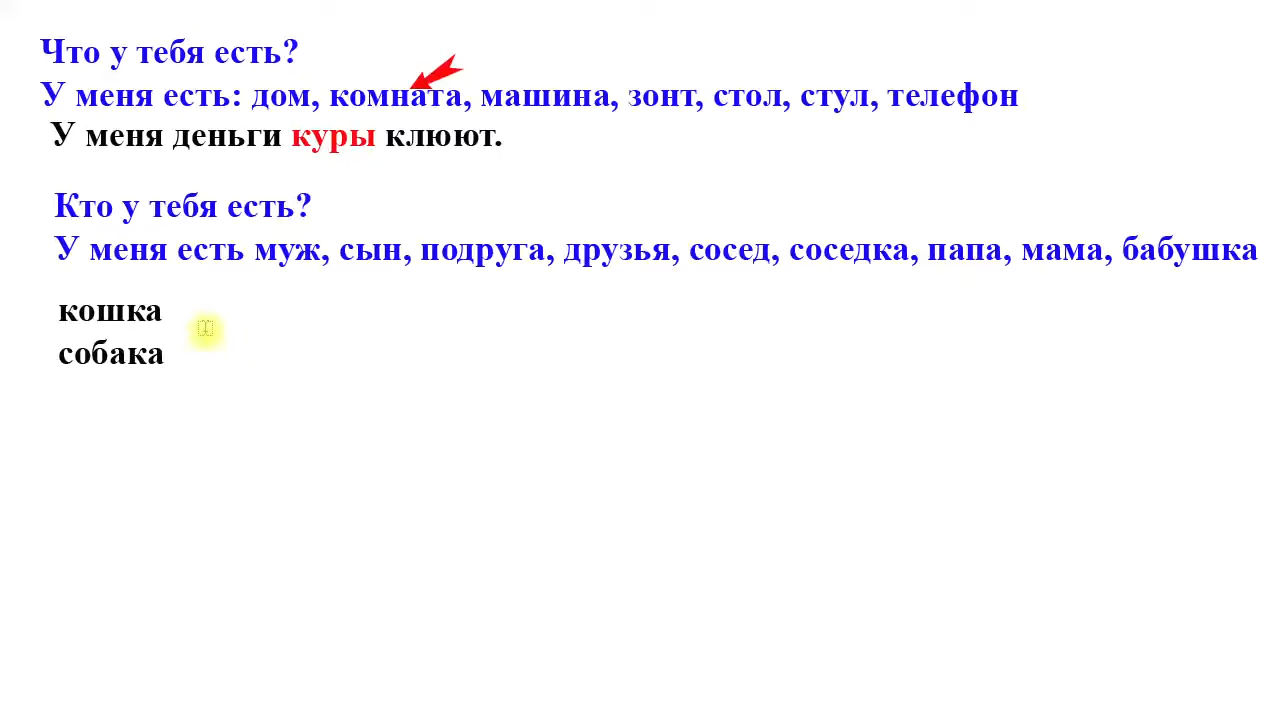 Что у тебя есть?
У меня есть: дом, комната, машина, зонт, стол, стул, телефон
У меня деньги куры клюют.
Кто у тебя есть?
У меня есть муж, сын, подруга, друзья, сосед, соседка, папа, мама, бабушка
кошка
собака